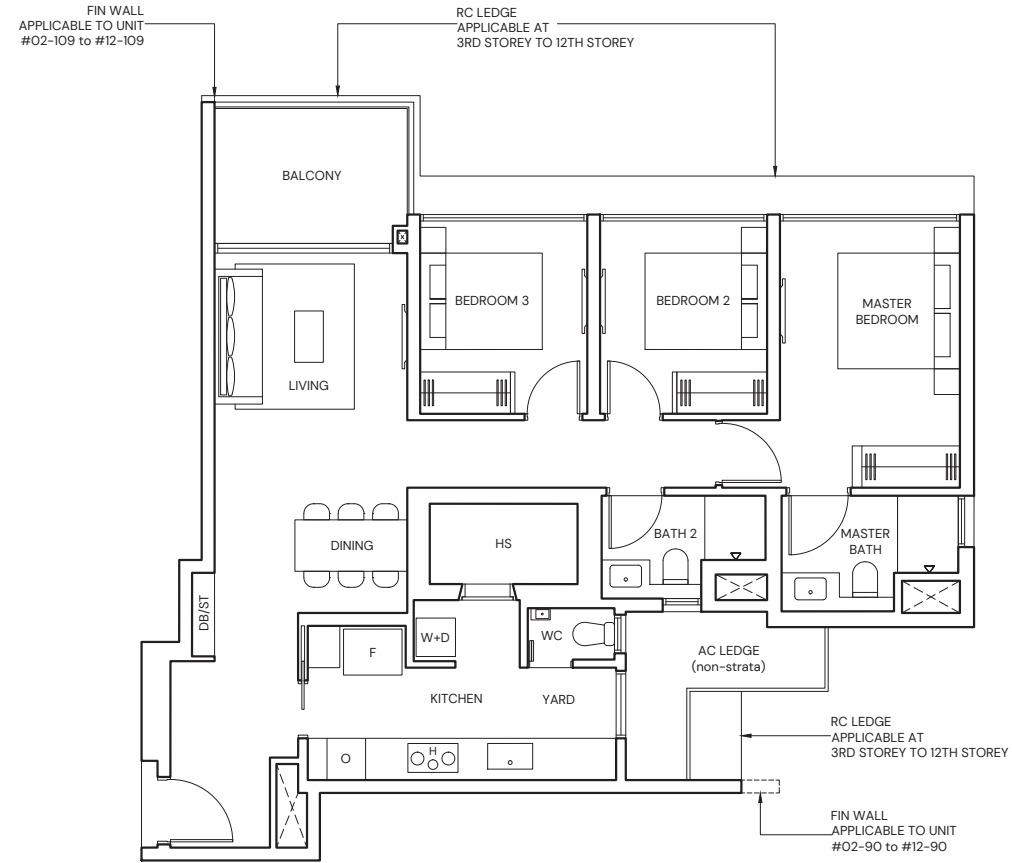 FIN WALL
APPLICABLE TO UNIT
#02-109 to #12-109
RC LEDGE
APPLICABLE AT
3RD STOREY TO 12TH STOREY
BALCONY
BEDROOM 3
BEDROOM 2
MASTER
BEDROOM
LIVING
DINING
HS
BATH 2
MASTER
BATH
DB/ST
W+D
WC
F
AC LEDGE
(non-strata)
KITCHEN
YARD
O
H
RC LEDGE
APPLICABLE AT
3RD STOREY TO 12TH STOREY
FIN WALL
APPLICABLE TO UNIT
#02-90 to #12-90